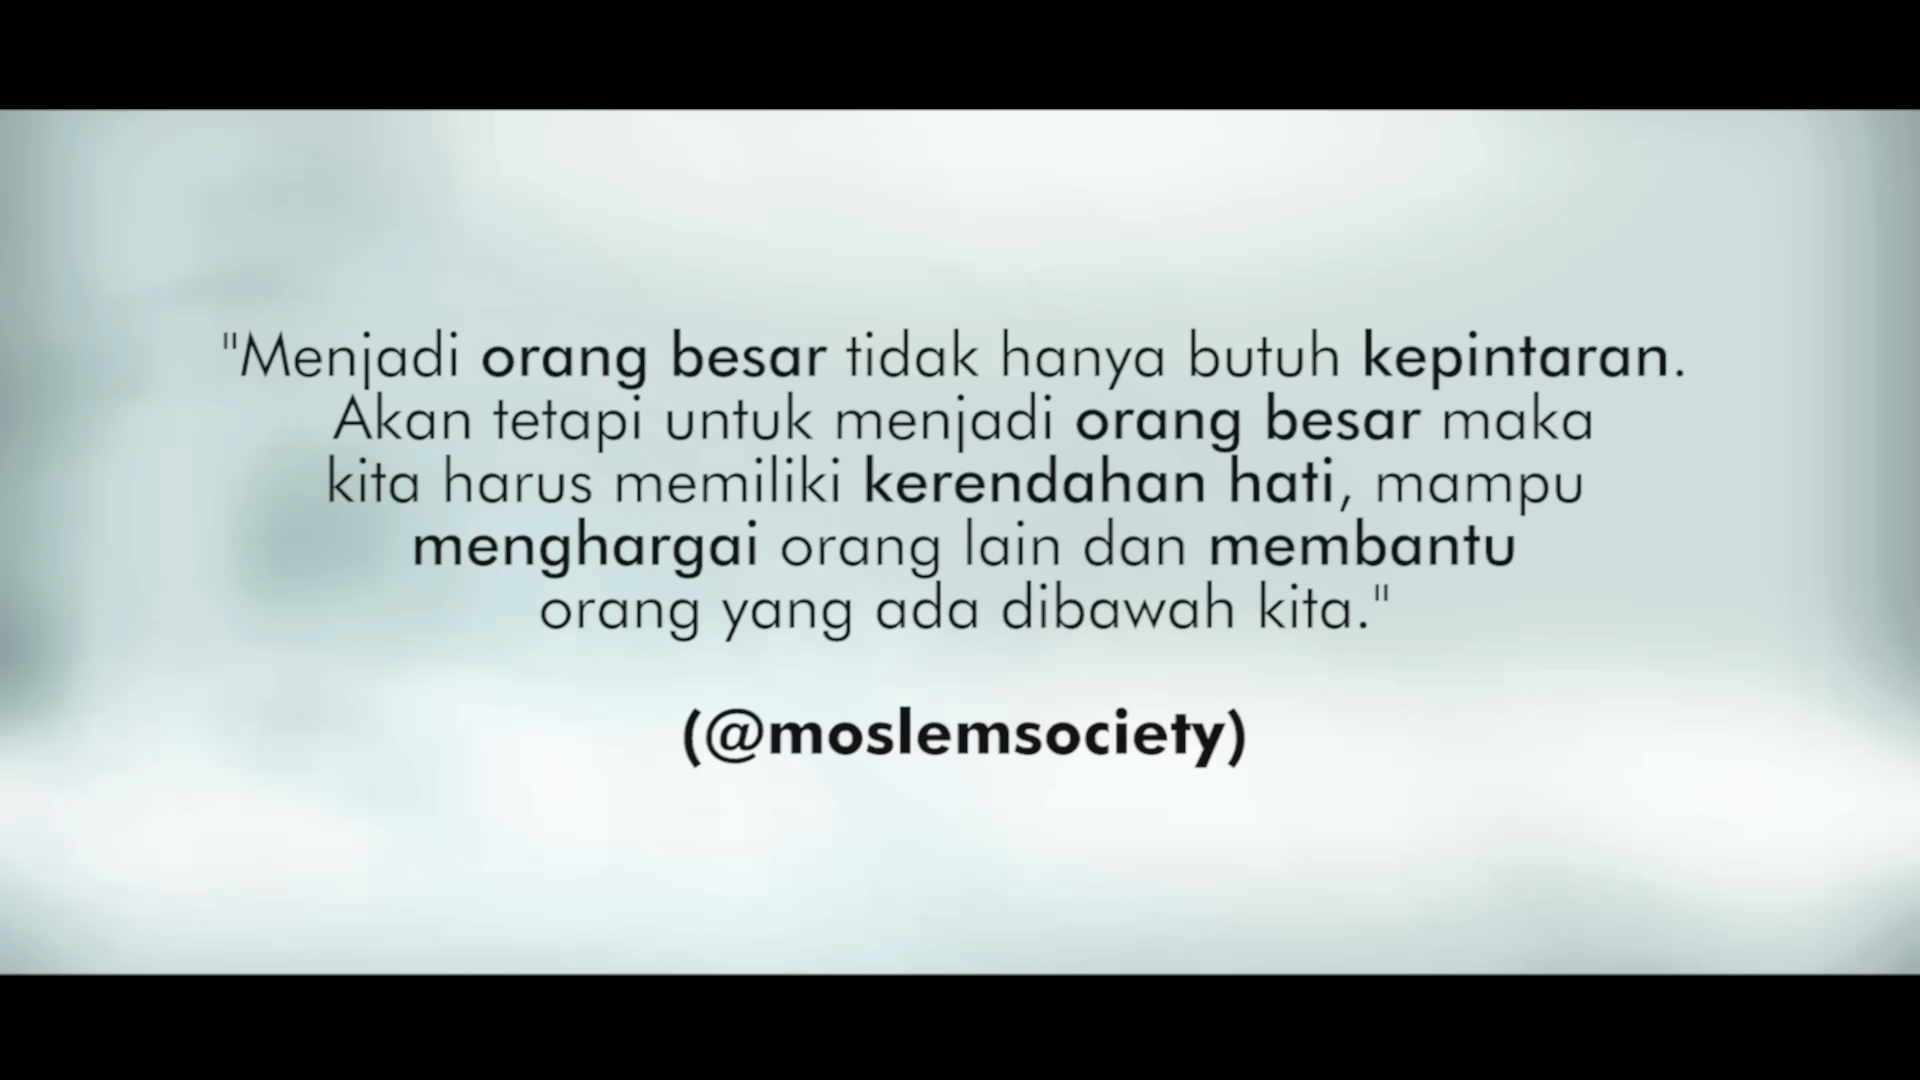 "Menjadi orang besar tidak hanya butuh kepintaran.
Akan tetapi untuk menjadi orang besar maka
kita harus memiliki kerendahan hati, mampu
menghargai orang lain dan membantu
orang yang ada dibawah kita."
(@moslemsociety)